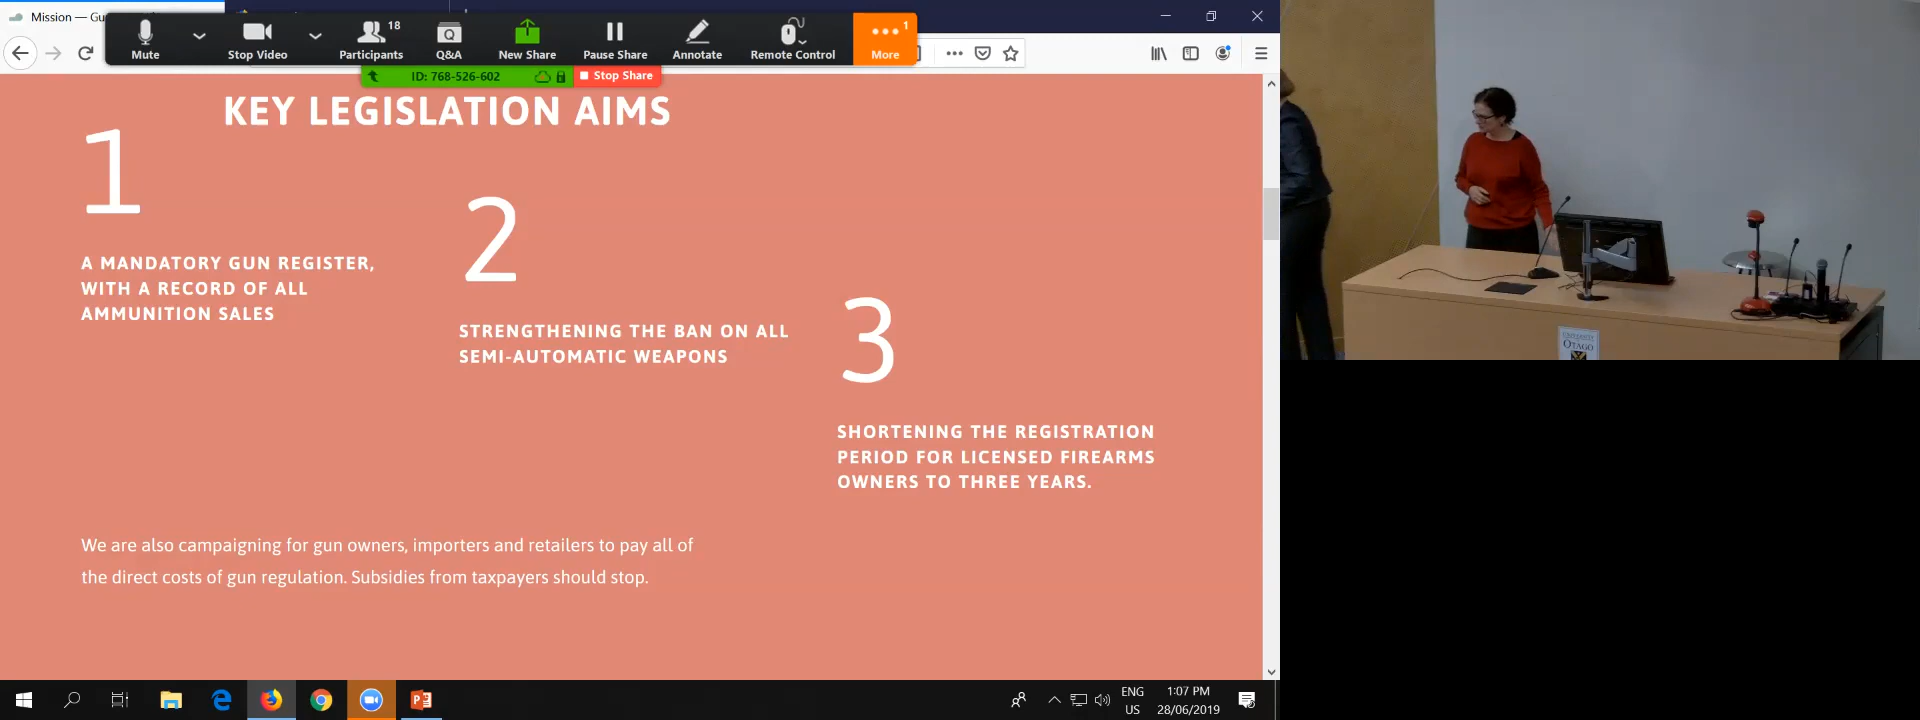 Mission — Gu
Mute
Stop Video
18
Participants
Q&A
New Share
Pause Share
Annotate
Remote Control
1
More
ID: 768-526-602
Stop Share
KEY LEGISLATION AIMS
1
A MANDATORY GUN REGISTER,
WITH A RECORD OF ALL
AMMUNITION SALES
2
STRENGTHENING THE BAN ON ALL
SEMI-AUTOMATIC WEAPONS
3
SHORTENING THE REGISTRATION
PERIOD FOR LICENSED FIREARMS
OWNERS TO THREE YEARS.
We are also campaigning for gun owners, importers and retailers to pay all of
the direct costs of gun regulation. Subsidies from taxpayers should stop.
UNIVERSITY
OTAGO
ENG
US
1:07 PM
28/06/2019